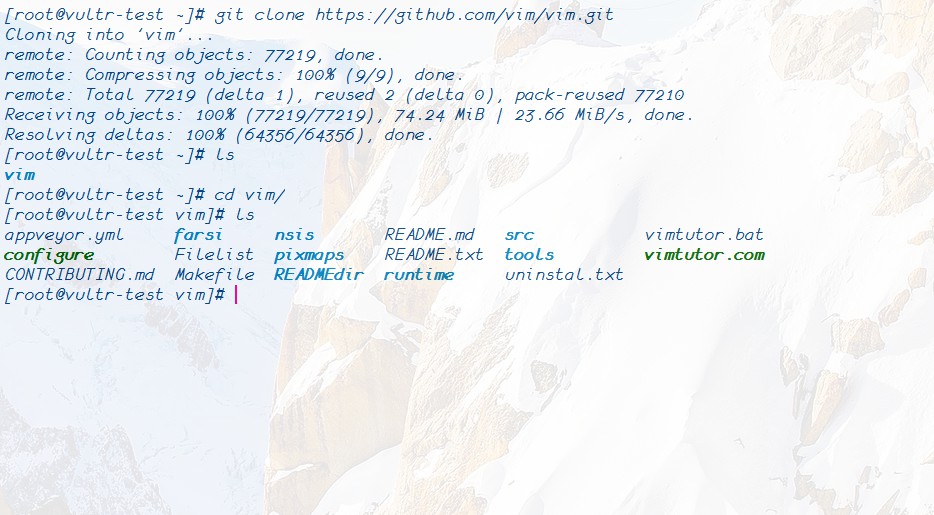 [root@vultr-test ~]# git clone https://github.com/vim/vim.git
Cloning into 'vim'...
remote: Counting objects: 77219, done.
remote: Compressing objects: 100% (9/9), done.
remote: Total 77219 (delta 1), reused 2 (delta 0), pack-reused 77210
Receiving objects: 100% (77219/77219), 74.24 MiB | 23.66 MiB/s, done.
Resolving deltas: 100% (64356/64356), done.
[root@vultr-test ~]# ls
vim
[root@vultr-test ~]# cd vim/
[root@vultr-test vim]# ls
appveyor.yml farsi nsis README.md src vimtutor.bat
configure Filelist pixmaps README.txt tools vimtutor.com
CONTRIBUTING.md Makefile READMEdir runtime uninstal.txt
[root@vultr-test vim]#